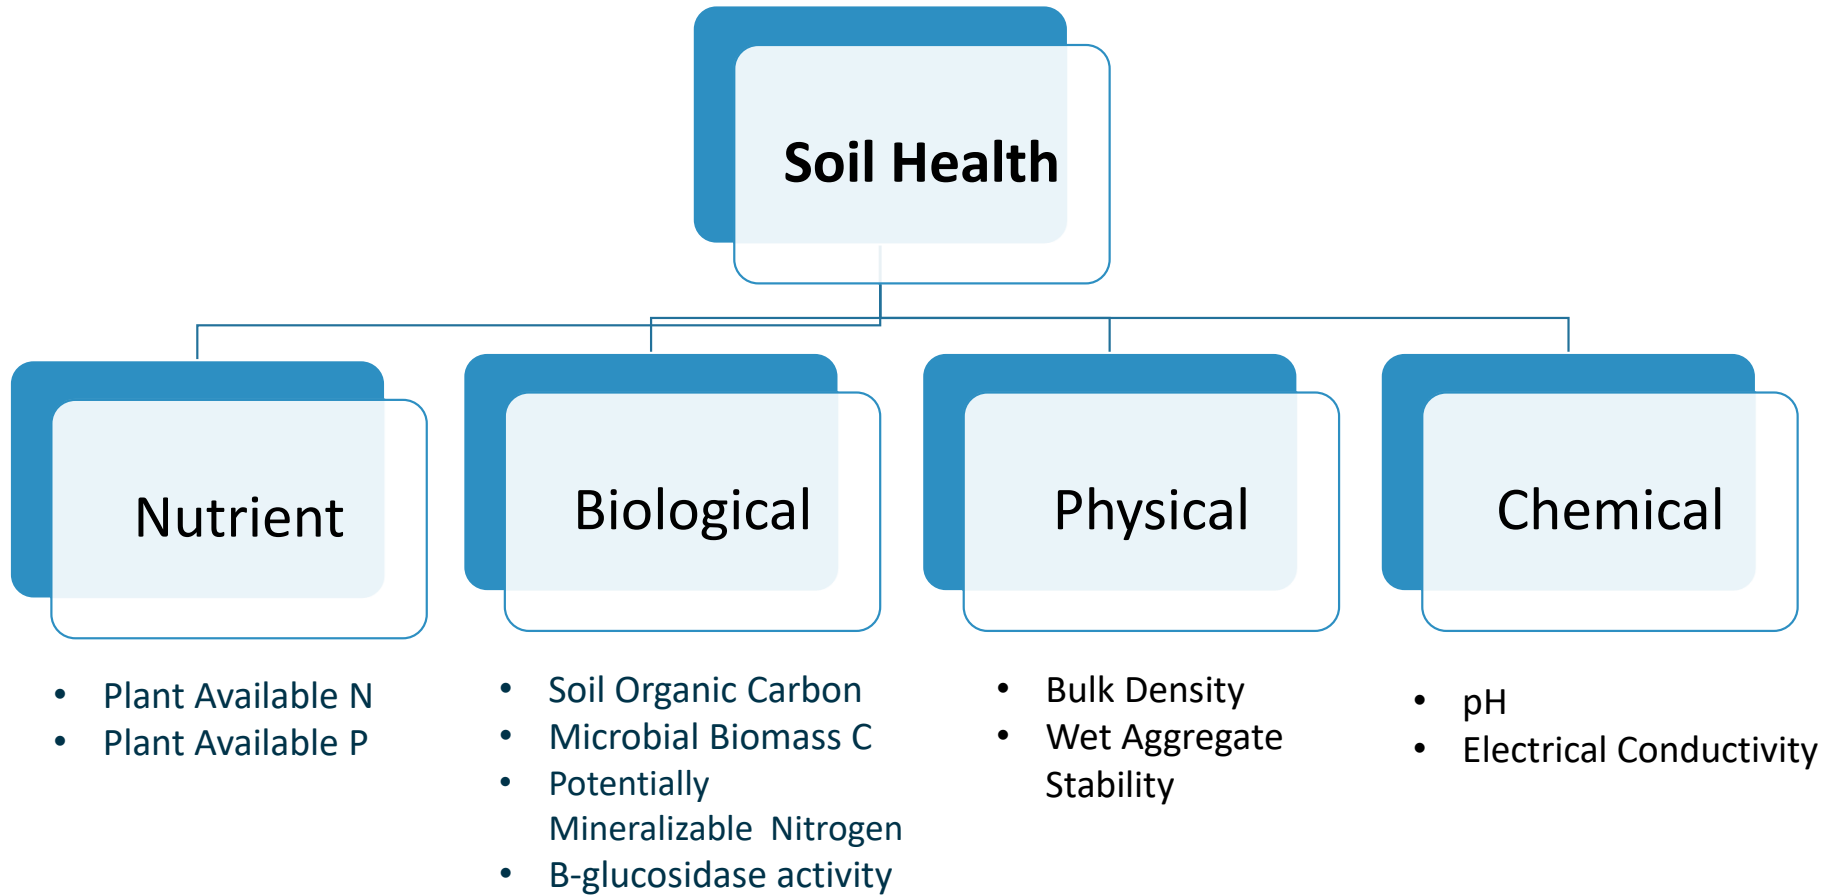 Soil Health
Nutrient
Biological
Physical
Chemical
• Plant Available N
• Plant Available P
• Soil Organic Carbon
• Microbial Biomass C
• Potentially
Mineralizable Nitrogen
• B-glucosidase activity
• Bulk Density
• Wet Aggregate
Stability
• pH
• Electrical Conductivity